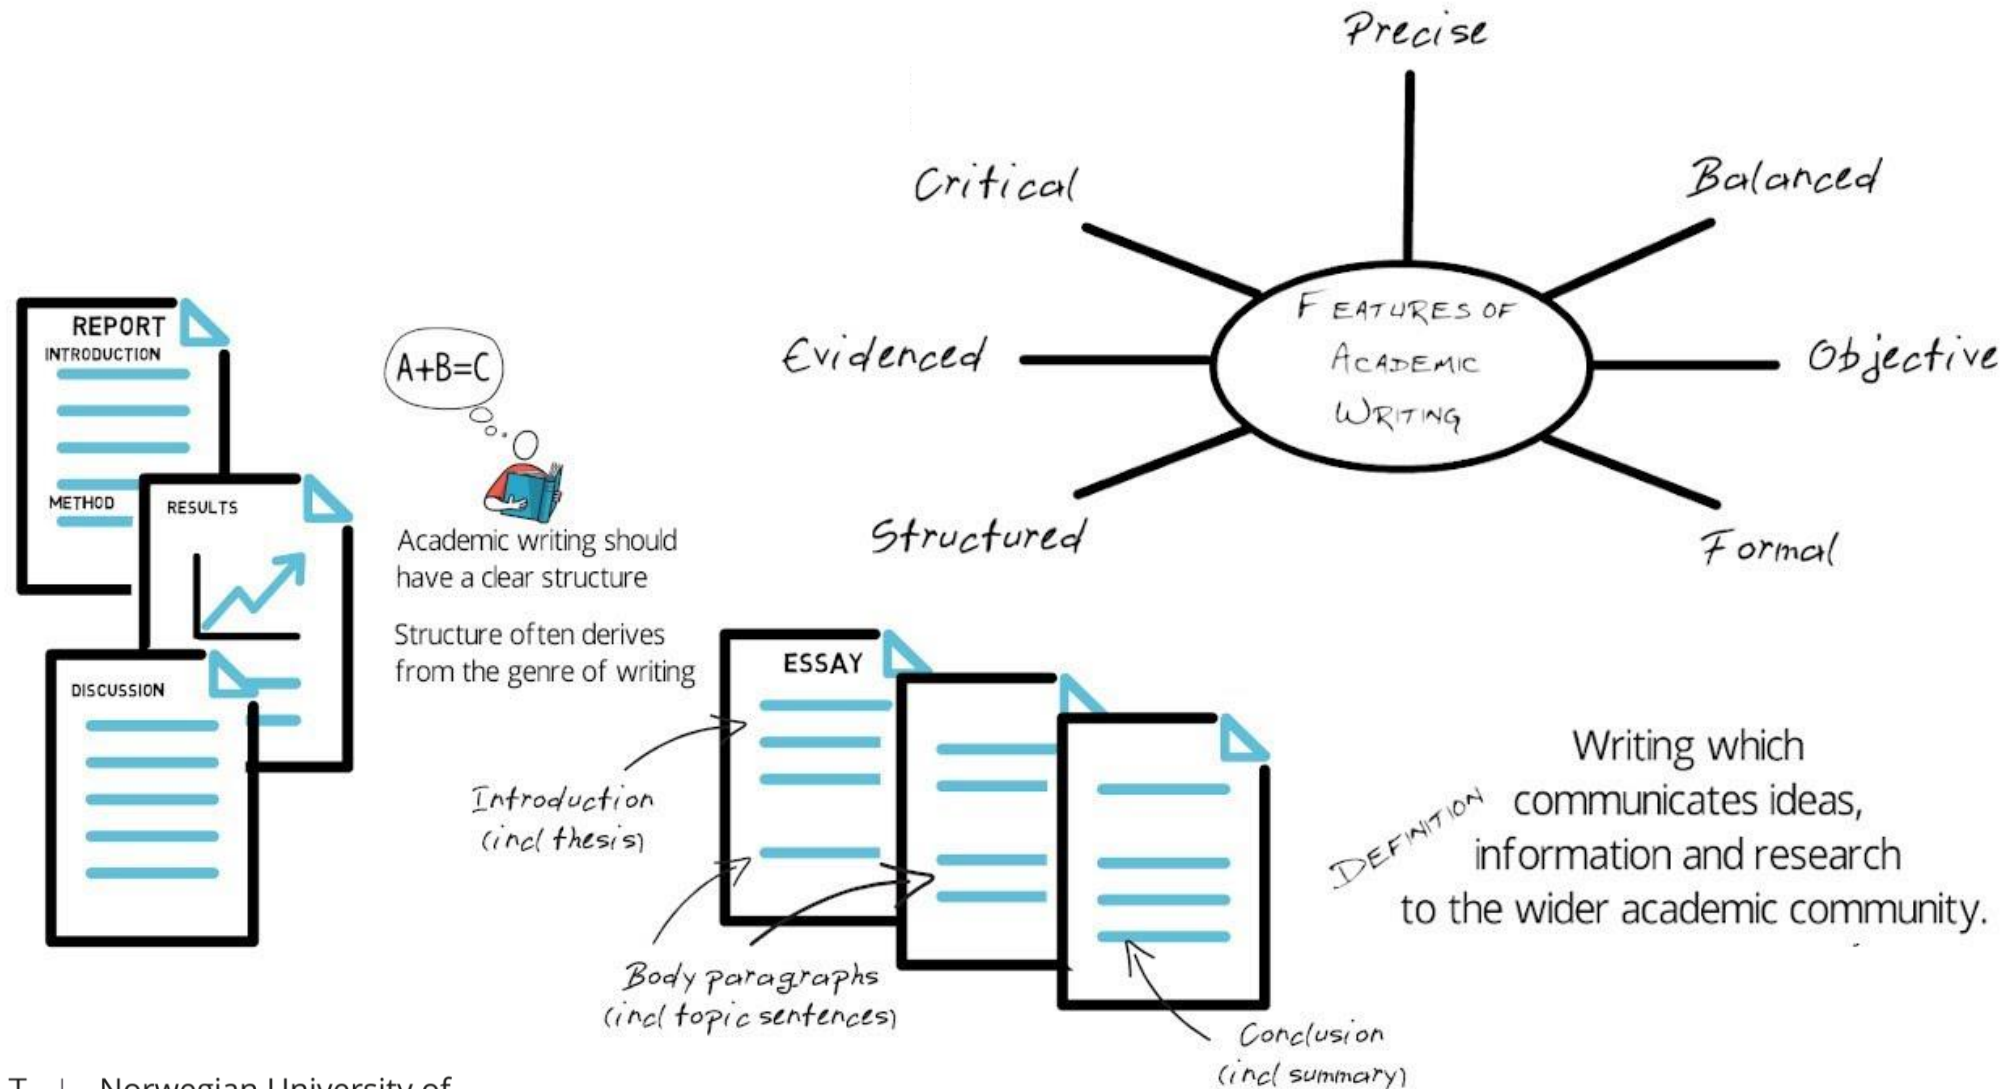 Precise
Critical
Balanced
FEATURES OF
ACADEMIC
WRITING
Evidenced
Objective
Structured
Formal
REPORT
INTRODUCTION
METHOD
RESULTS
DISCUSSION
A+B=C
Academic writing should
have a clear structure
Structure often derives
from the genre of writing
ESSAY
Introduction
(incl thesis)
Body paragraphs
(incl topic sentences)
Conclusion
(incl summary)
DEFINITION
Writing which
communicates ideas,
information and research
to the wider academic community.
T | Norwegian University of